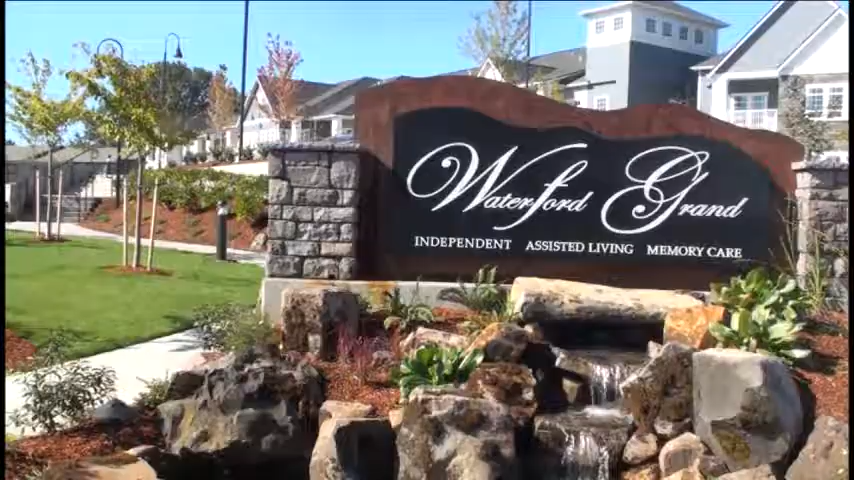 Waterford Grand
INDEPENDENT ASSISTED LIVING MEMORY CARE